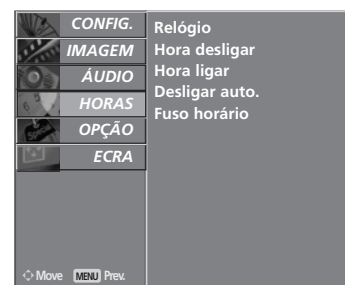 CONFIG.
IMAGEM
ÁUDIO
HORAS
OPÇÃO
ECRA
Relógio
Hora desligar
Hora ligar
Desligar auto.
Fuso horário
Move MENU Prev.